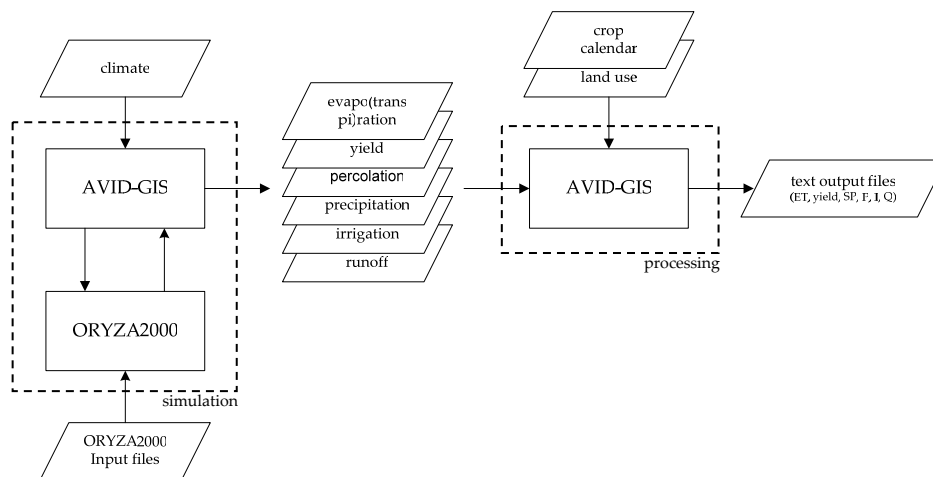 climate
AVID-GIS
ORYZA2000
simulation
ORYZA2000
Input files
evapo(trans
pi)ration
yield
percolation
precipitation
irrigation
runoff
crop
calendar
land use
AVID-GIS
processing
text output files
(ET, yield, SP, F, I, Q)